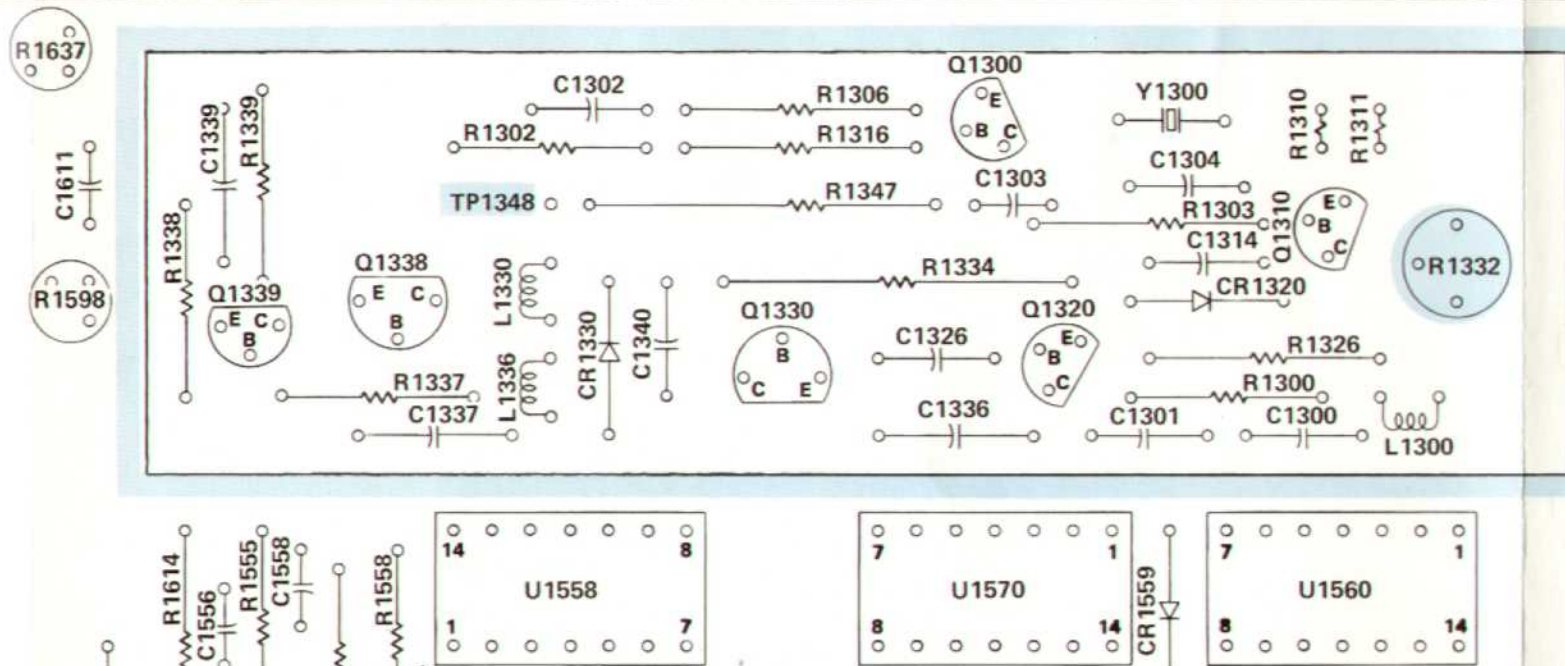 R1637
C1611
R1598
C1339
R1339
C1302
R1302
R1306
R1316
Q1300
E
B
C
Y1300
R1310
R1311
C1304
TP1348
R1347
C1303
R1303
Q1310
E
B
C
R1338
C1314
R1332
Q1338
E
C
B
Q1339
E
C
B
L1330
R1334
CR1320
CR1330
C1340
Q1330
B
C
E
C1326
Q1320
E
B
C
R1326
R1337
L1336
R1300
C1337
C1336
C1301
C1300
L1300
R1614
C1556
R1555
C1558
R1558
14
8
U1558
1
7
7
1
U1570
8
14
CR1559
7
1
U1560
8
14